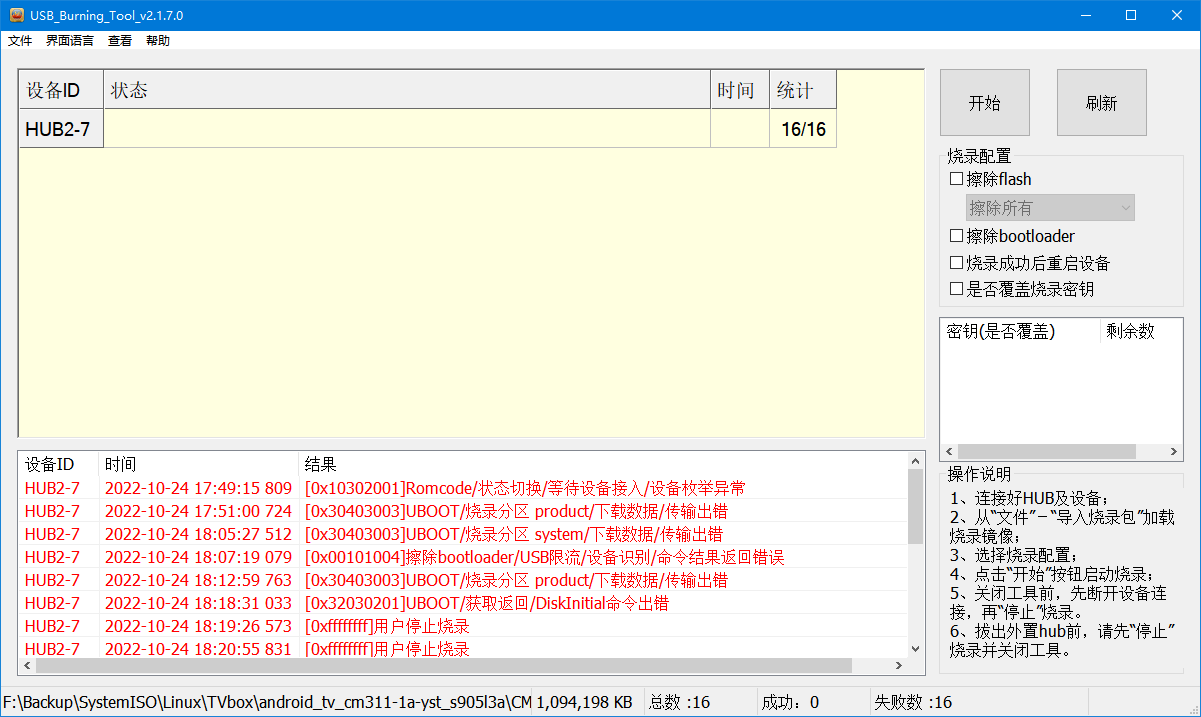 USB_Burning_Tool_v2.1.7.0
文件 界面语言 查看 帮助
设备ID 状态 时间 统计
HUB2-7 16/16
开始 刷新
烧录配置
擦除flash
擦除所有
擦除bootloader
烧录成功后重启设备
是否覆盖烧录密钥
密钥(是否覆盖) 剩余数
设备ID 时间 结果
HUB2-7 2022-10-24 17:49:15 809 [0x10302001]Romcode/状态切换/等待设备接入/设备枚举异常
HUB2-7 2022-10-24 17:51:00 724 [0x30403003]UBOOT/烧录分区 product/下载数据/传输出错
HUB2-7 2022-10-24 18:05:27 512 [0x30403003]UBOOT/烧录分区 system/下载数据/传输出错
HUB2-7 2022-10-24 18:07:19 079 [0x00101004]擦除bootloader/USB限流/设备识别/命令结果返回错误
HUB2-7 2022-10-24 18:12:59 763 [0x30403003]UBOOT/烧录分区 product/下载数据/传输出错
HUB2-7 2022-10-24 18:18:31 033 [0x32030201]UBOOT/获取返回/DiskInitial命令出错
HUB2-7 2022-10-24 18:19:26 573 [0xffffffff]用户停止烧录
HUB2-7 2022-10-24 18:20:55 831 [0xffffffff]用户停止烧录
操作说明
1、连接好HUB及设备；
2、从“文件”－“导入烧录包”加载
烧录镜像；
3、选择烧录配置；
4、点击“开始”按钮启动烧录；
5、关闭工具前，先断开设备连
接，再“停止”烧录。
6、拔出外置hub前，请先“停止”
烧录并关闭工具。
F:\Backup\SystemISO\Linux\TVbox\android_tv_cm311-1a-yst_s905l3a\CM 1,094,198 KB 总数 :16 成功：0 失败数 :16